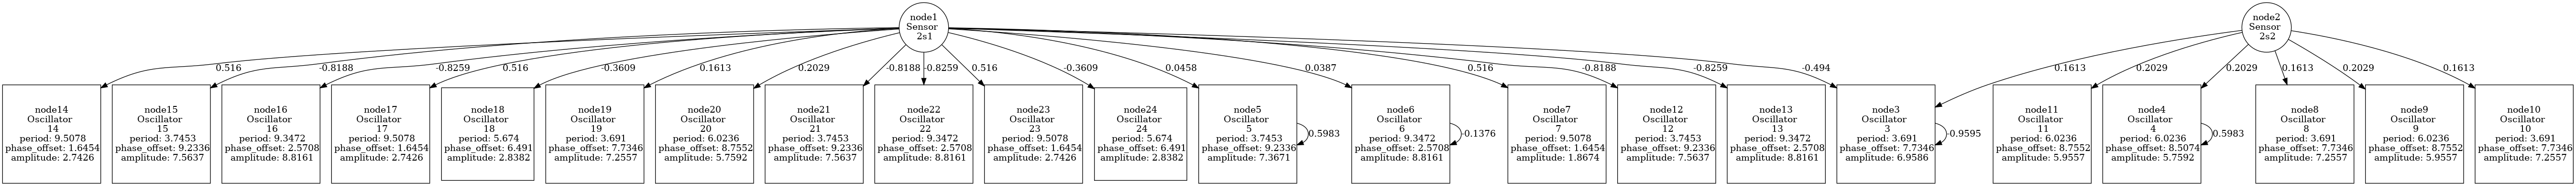 node1
Sensor
2s1
node2
Sensor
2s2
0.516
-0.8188
-0.8259
0.516
-0.3609
0.1613
0.2029
-0.8188
-0.8259
0.516
-0.3609
0.0458
0.0387
0.516
-0.8188
-0.8259
-0.494
0.1613
0.2029
0.2029
0.1613
0.2029
0.1613
node14
Oscillator
14
period: 9.5078
phase_offset: 1.6454
amplitude: 2.7426
node15
Oscillator
15
period: 3.7453
phase_offset: 9.2336
amplitude: 7.5637
node16
Oscillator
16
period: 9.3472
phase_offset: 2.5708
amplitude: 8.8161
node17
Oscillator
17
period: 9.5078
phase_offset: 1.6454
amplitude: 2.7426
node18
Oscillator
18
period: 5.674
phase_offset: 6.491
amplitude: 2.8382
node19
Oscillator
19
period: 3.691
phase_offset: 7.7346
amplitude: 7.2557
node20
Oscillator
20
period: 6.0236
phase_offset: 8.7552
amplitude: 5.7592
node21
Oscillator
21
period: 3.7453
phase_offset: 9.2336
amplitude: 7.5637
node22
Oscillator
22
period: 9.3472
phase_offset: 2.5708
amplitude: 8.8161
node23
Oscillator
23
period: 9.5078
phase_offset: 1.6454
amplitude: 2.7426
node24
Oscillator
24
period: 5.674
phase_offset: 6.491
amplitude: 2.8382
node5
Oscillator
5
period: 3.7453
phase_offset: 9.2336
amplitude: 7.3671
0.5983
node6
Oscillator
6
period: 9.3472
phase_offset: 2.5708
amplitude: 8.8161
-0.1376
node7
Oscillator
7
period: 9.5078
phase_offset: 1.6454
amplitude: 1.8674
node12
Oscillator
12
period: 3.7453
phase_offset: 9.2336
amplitude: 7.5637
node13
Oscillator
13
period: 9.3472
phase_offset: 2.5708
amplitude: 8.8161
node3
Oscillator
3
period: 3.691
phase_offset: 7.7346
amplitude: 6.9586
-0.9595
node11
Oscillator
11
period: 6.0236
phase_offset: 8.7552
amplitude: 5.9557
node4
Oscillator
4
period: 6.0236
phase_offset: 8.5074
amplitude: 5.7592
0.5983
node8
Oscillator
8
period: 3.691
phase_offset: 7.7346
amplitude: 7.2557
node9
Oscillator
9
period: 6.0236
phase_offset: 8.7552
amplitude: 5.9557
node10
Oscillator
10
period: 3.691
phase_offset: 7.7346
amplitude: 7.2557